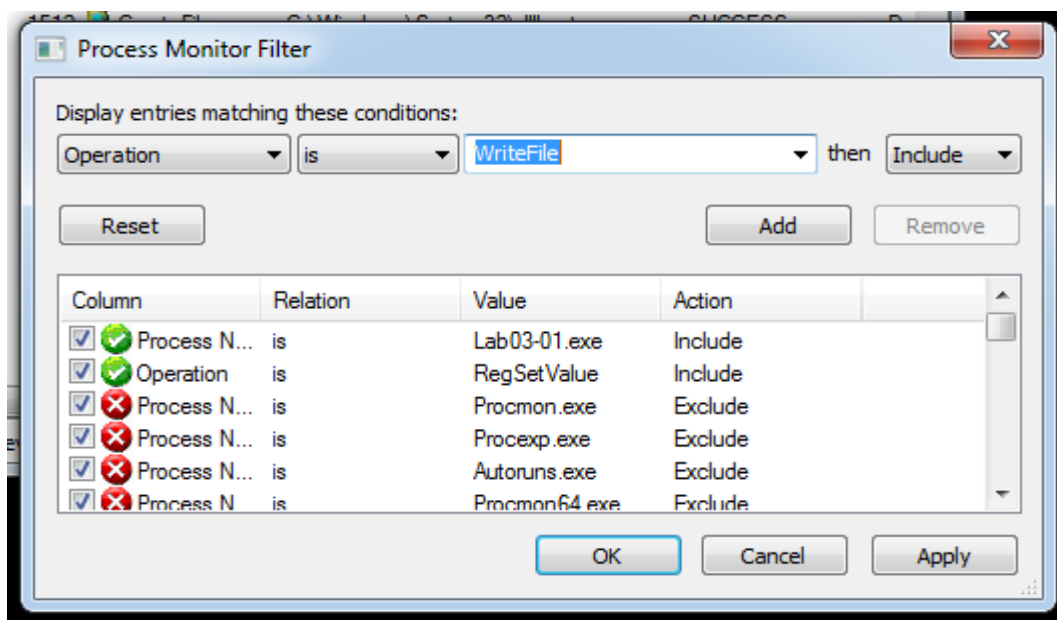 Process Monitor Filter
Display entries matching these conditions:
Operation is WriteFile then Include
Reset Add Remove
Column Relation Value Action
Process N... is Lab03-01.exe Include
Operation is RegSetValue Include
Process N... is Procmon.exe Exclude
Process N... is Procexp.exe Exclude
Process N... is Autoruns.exe Exclude
Process N is Procmon64.exe Exclude
OK Cancel Apply